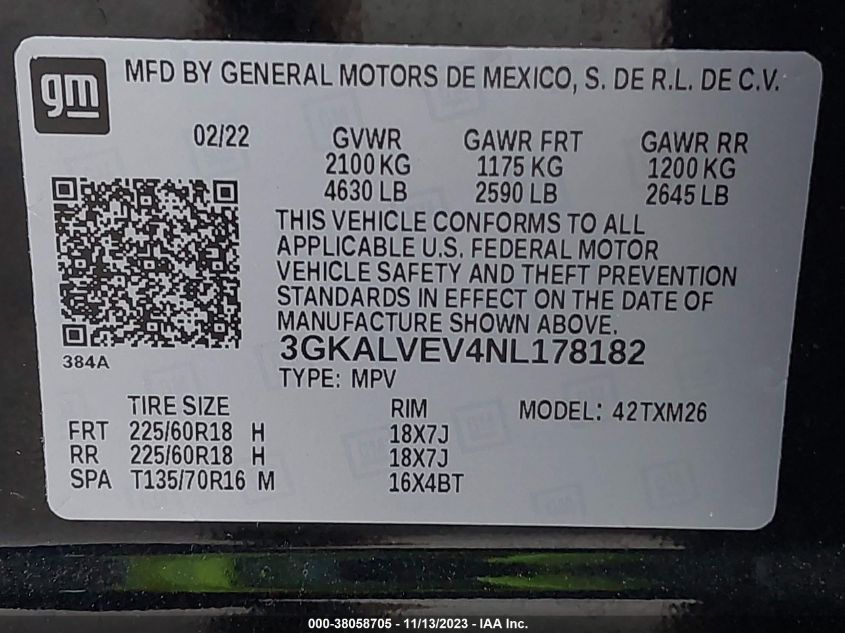 gm
MFD BY GENERAL MOTORS DE MEXICO, S. DE R.L. DE C.V.
02/22 GVWR GAWR FRT GAWR RR
2100 KG 1175 KG 1200 KG
4630 LB 2590 LB 2645 LB
THIS VEHICLE CONFORMS TO ALL
APPLICABLE U.S. FEDERAL MOTOR
VEHICLE SAFETY AND THEFT PREVENTION
STANDARDS IN EFFECT ON THE DATE OF
MANUFACTURE SHOWN ABOVE.
384A
3GKALVEV4NL178182
TYPE: MPV
TIRE SIZE RIM MODEL: 42TXM26
FRT 225/60R18 H 18X7J
RR 225/60R18 H 18X7J
SPA T135/70R16 M 16X4BT
000-38058705 - 11/13/2023 - IAA Inc.